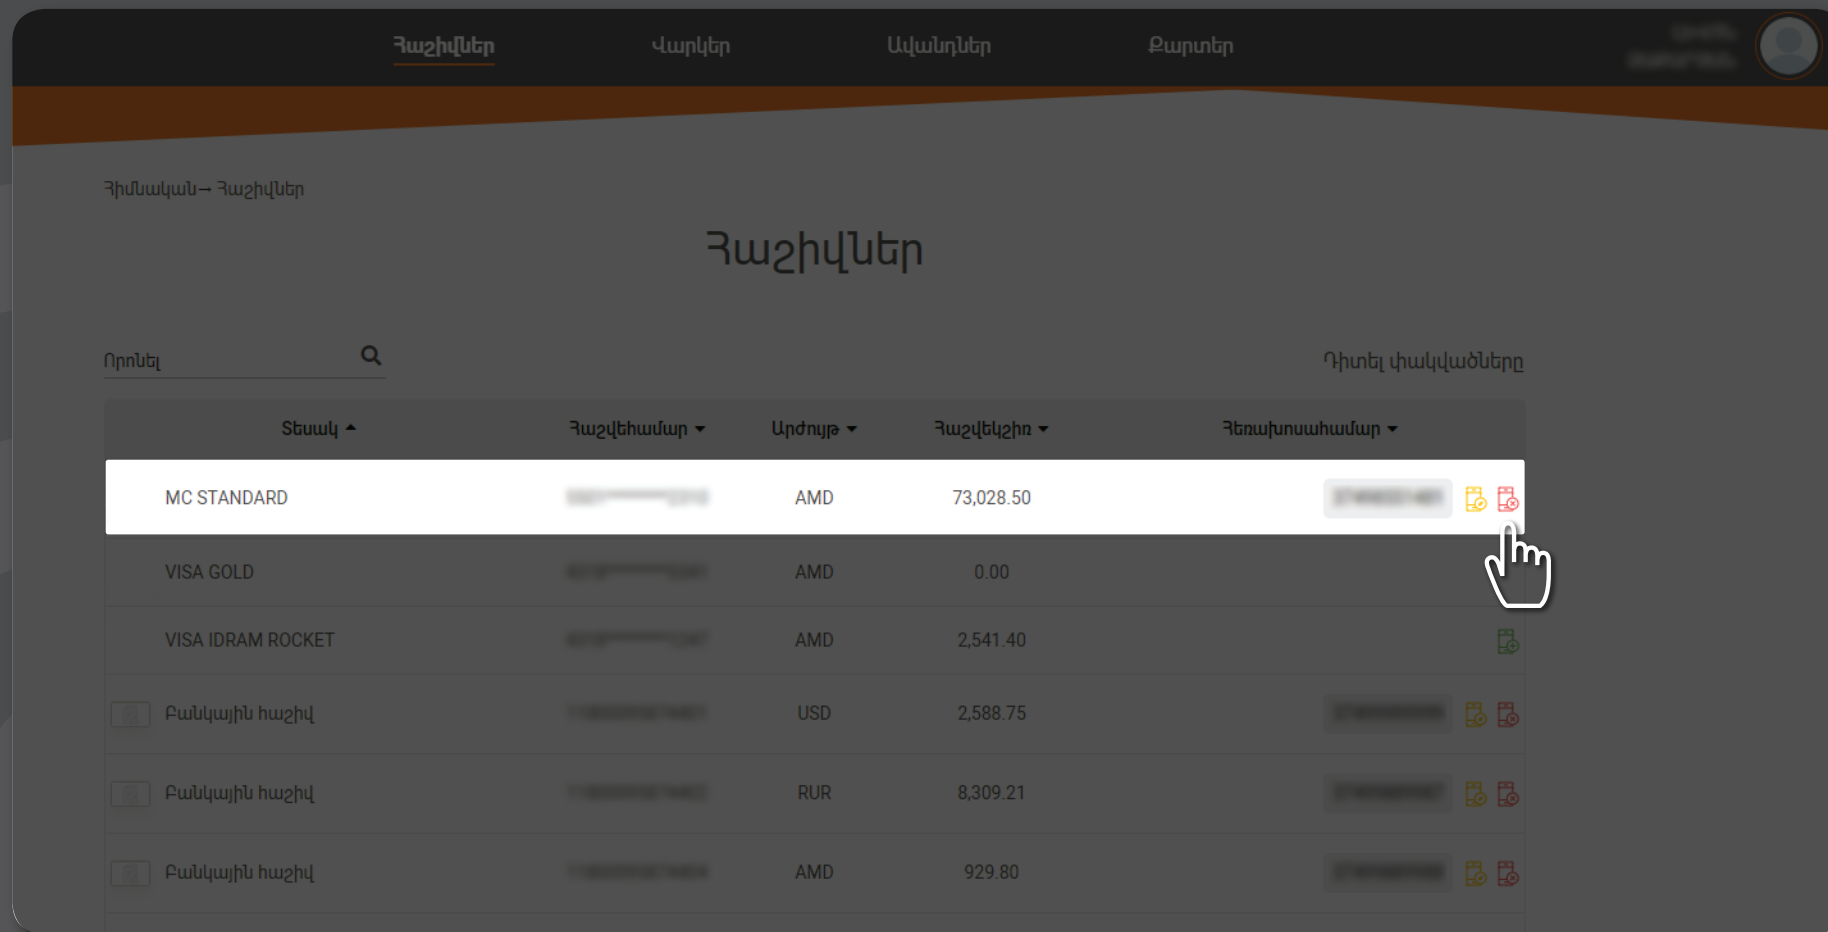 Հաշիվներ Վարկեր Ավանդներ Քարտեր
Հիմնական→ Հաշիվներ
Հաշիվներ
Որոնել Դիտել փակվածները
Տեսակ Հաշվեհամար Արժույթ Հաշվեկշիռ Հեռախոսահամար
MC STANDARD AMD 73,028.50
VISA GOLD AMD 0.00
VISA IDRAM ROCKET AMD 2,541.40
Բանկային հաշիվ USD 2,588.75
Բանկային հաշիվ RUR 8,309.21
Բանկային հաշիվ AMD 929.80